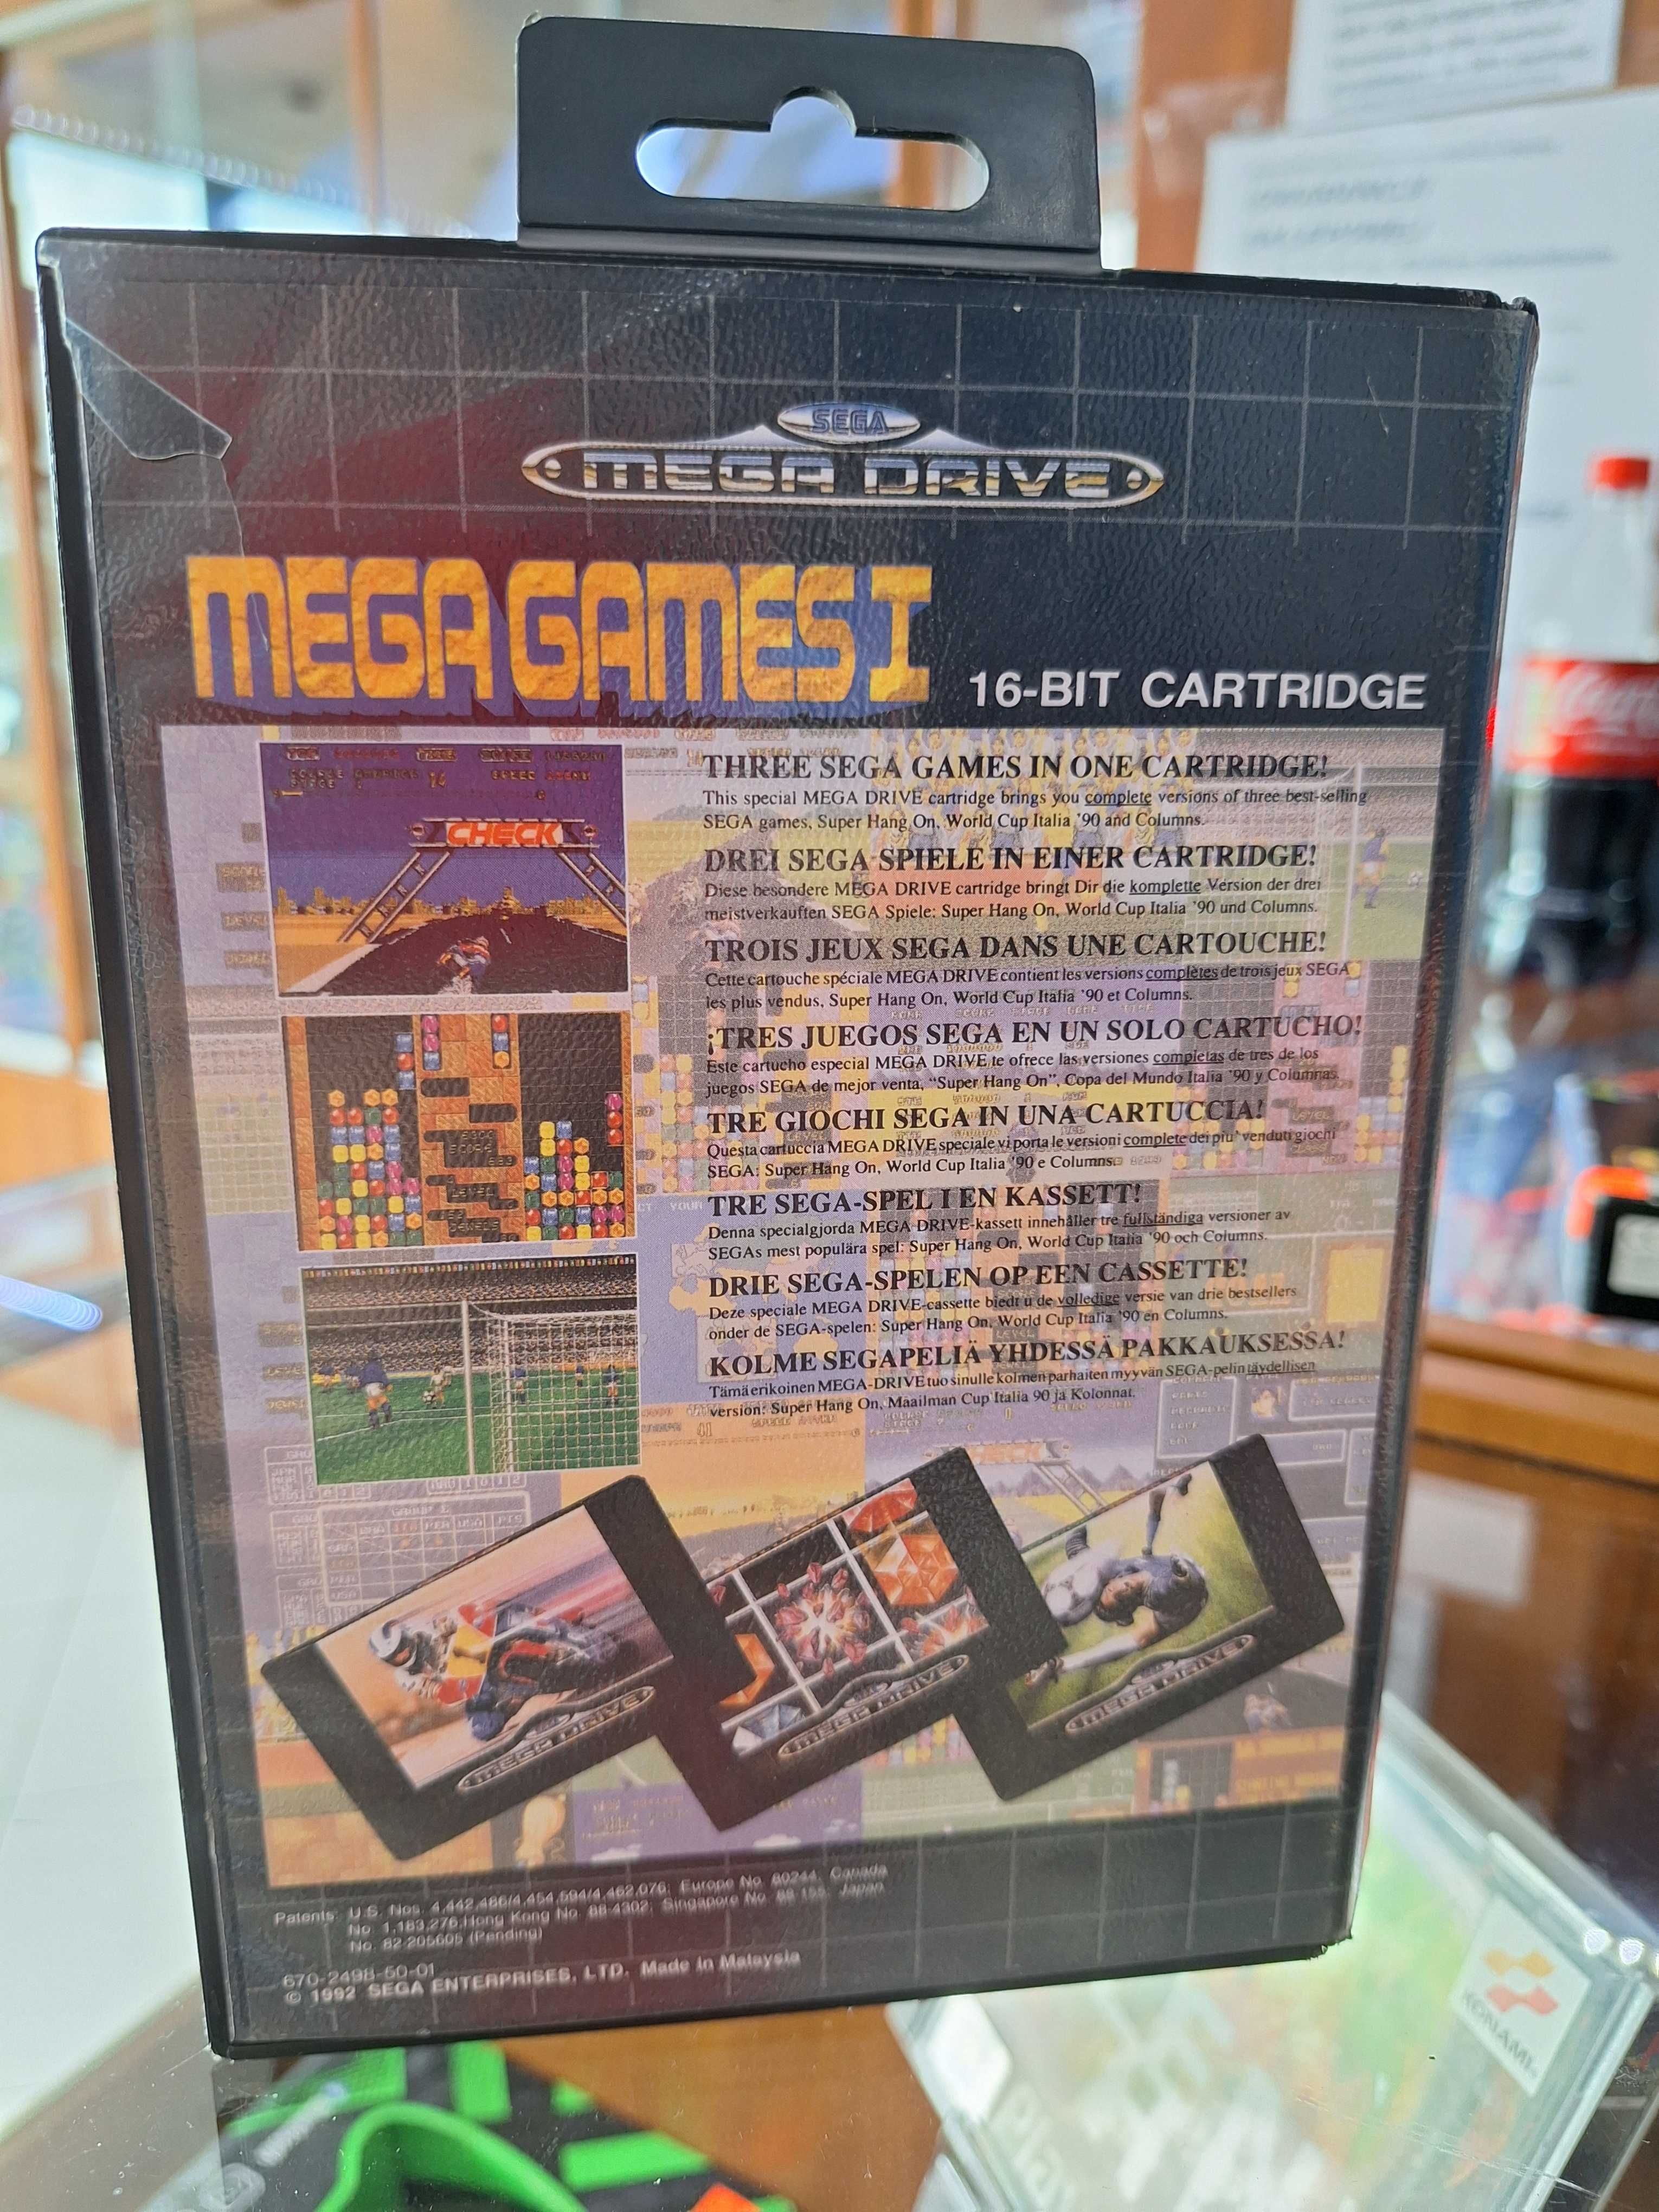 SEGA
MEGA DRIVE
MEGA GAMES I
16-BIT CARTRIDGE
CHECK
THREE SEGA GAMES IN ONE CARTRIDGE!
This special MEGA DRIVE cartridge brings you complete versions of three best-selling
SEGA games, Super Hang On, World Cup Italia '90 and Columns.
DREI SEGA SPIELE IN EINER CARTRIDGE!
Diese besondere MEGA DRIVE cartridge bringt Dir die komplette Version der drei
meistverkauften SEGA Spiele: Super Hang On, World Cup Italia '90 und Columns.
TROIS JEUX SEGA DANS UNE CARTOUCHE!
Cette cartouche spéciale MEGA DRIVE contient les versions complètes de trois jeux SEGA
les plus vendus, Super Hang On, World Cup Italia '90 et Columns.
¡TRES JUEGOS SEGA EN UN SOLO CARTUCHO!
Este cartucho especial MEGA DRIVE te ofrece las versiones completas de tres de los
juegos SEGA de mejor venta, “Super Hang On”, Copa del Mundo Italia '90 y Columnas.
TRE GIOCHI SEGA IN UNA CARTUCCIA!
Questa cartuccia MEGA DRIVE speciale vi porta le versioni complete dei piu' venduti giochi
SEGA: Super Hang On, World Cup Italia '90 e Columns.
TRE SEGA-SPEL I EN KASSETT!
Denna specialgjorda MEGA DRIVE-kassett innehåller tre fullständiga versioner av
SEGAs mest populära spel: Super Hang On, World Cup Italia '90 och Columns.
DRIE SEGA-SPELEN OP EEN CASSETTE!
Deze speciale MEGA DRIVE-cassette biedt u de volledige versie van drie bestsellers
onder de SEGA-spelen: Super Hang On, World Cup Italia '90 en Columns.
KOLME SEGAPELIÄ YHDESSÄ PAKKAUKSESSA!
Tämä erikoinen MEGA-DRIVE tuo sinulle kolmen parhaiten myyvän SEGA-pelin täydellisen
version: Super Hang On, Maailman Cup Italia 90 ja Kolonnat.
MEGA DRIVE
MEGA DRIVE
MEGA DRIVE
Patents: U.S. Nos. 4,442,486/4,454,594/4,462,076; Europe No. 80244; Canada
No. 1,183,276;Hong Kong No. 88-4302; Singapore No. 88-155; Japan
No. 82-205605 (Pending)
670-2498-50-01
© 1992 SEGA ENTERPRISES, LTD. Made in Malaysia
KONAMI